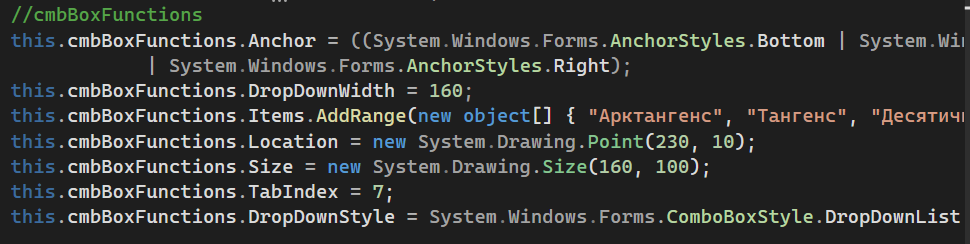 //cmbBoxFunctions
this.cmbBoxFunctions.Anchor = ((System.Windows.Forms.AnchorStyles.Bottom | System.Wi
| System.Windows.Forms.AnchorStyles.Right);
this.cmbBoxFunctions.DropDownWidth = 160;
this.cmbBoxFunctions.Items.AddRange(new object[] { "Арктангенс", "Тангенс", "Десятич
this.cmbBoxFunctions.Location = new System.Drawing.Point(230, 10);
this.cmbBoxFunctions.Size = new System.Drawing.Size(160, 100);
this.cmbBoxFunctions.TabIndex = 7;
this.cmbBoxFunctions.DropDownStyle = System.Windows.Forms.ComboBoxStyle.DropDownList